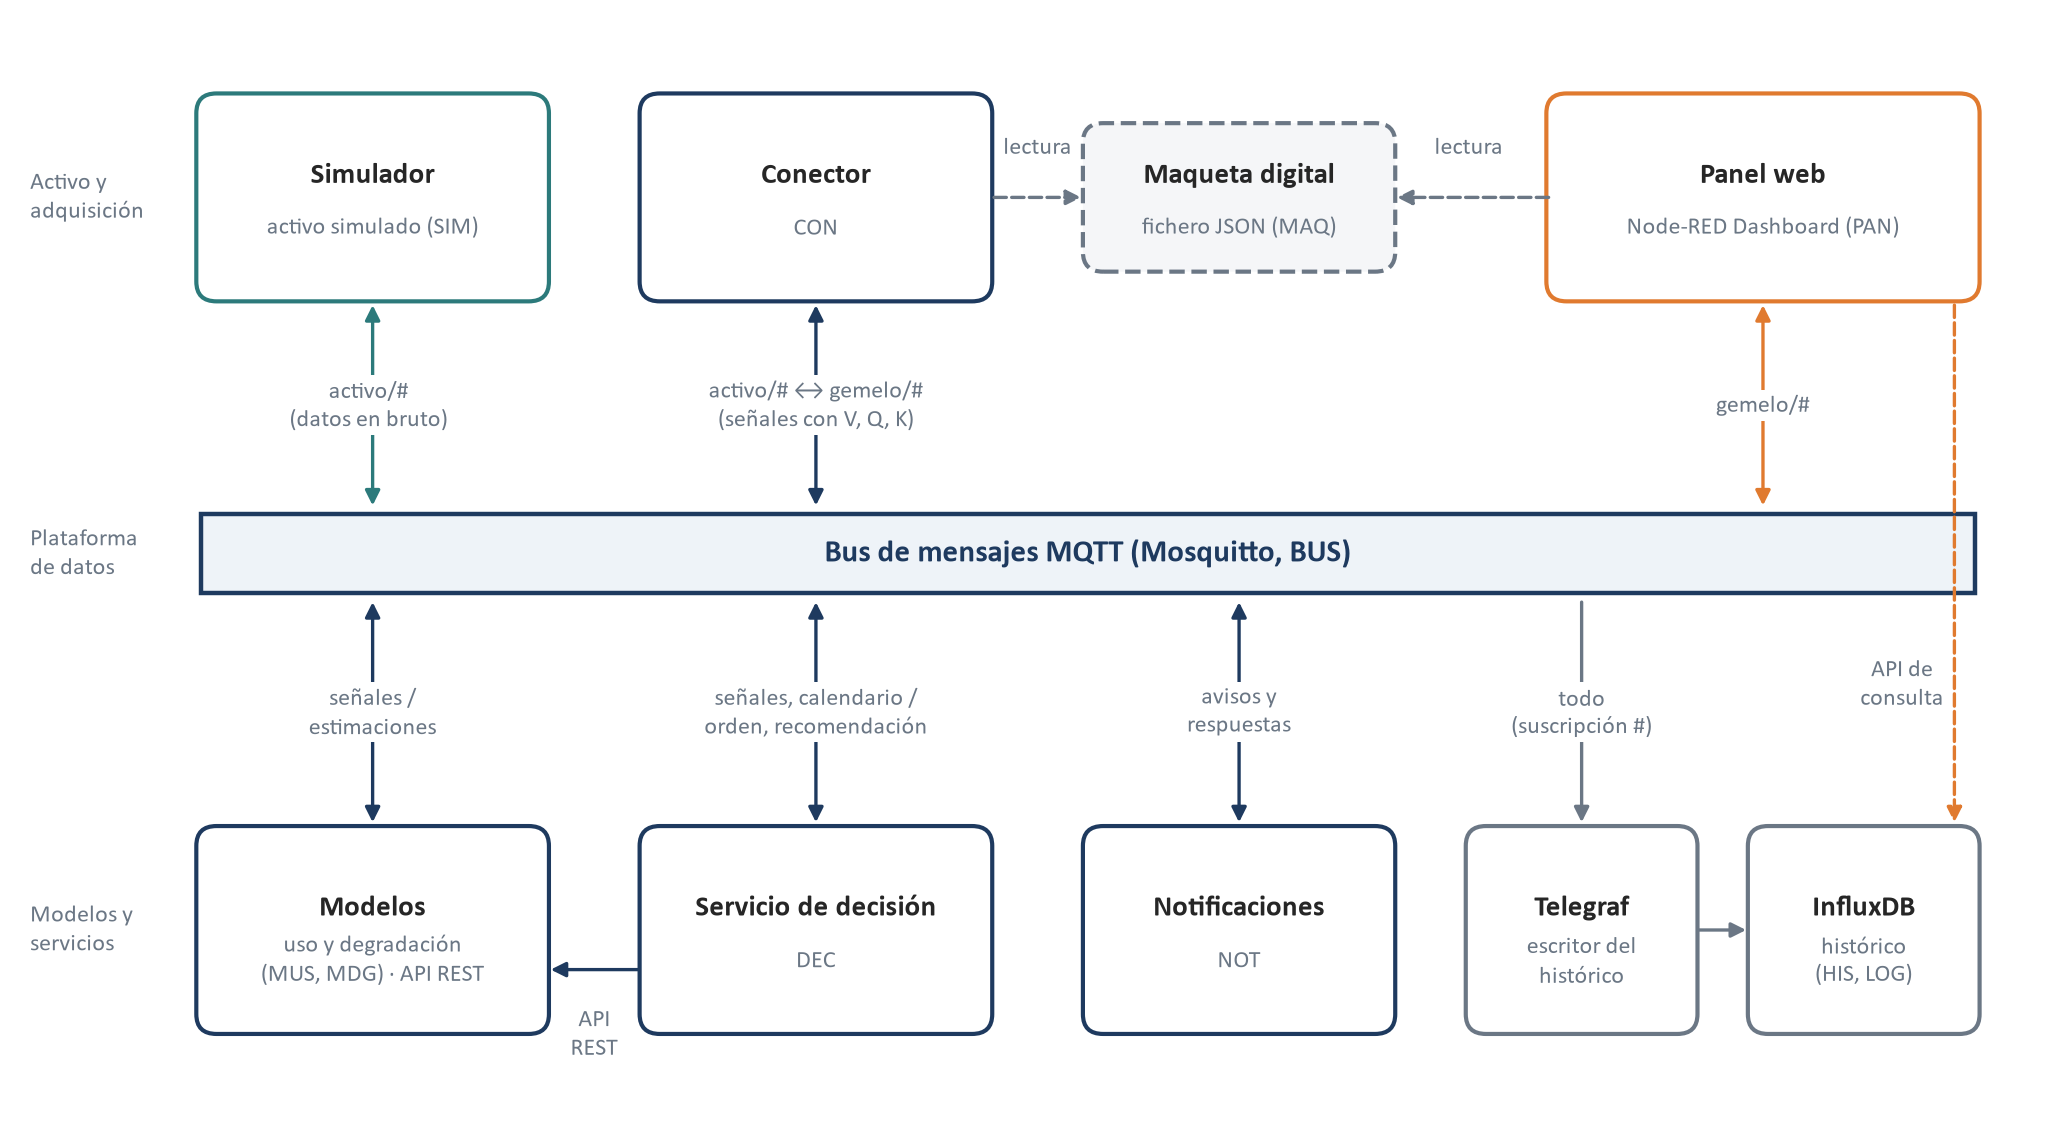 Activo y
adquisición
Simulador
activo simulado (SIM)
Conector
CON
lectura
Maqueta digital
fichero JSON (MAQ)
lectura
Panel web
Node-RED Dashboard (PAN)
activo/#
(datos en bruto)
activo/# ↔ gemelo/#
(señales con V, Q, K)
gemelo/#
Plataforma
de datos
Bus de mensajes MQTT (Mosquitto, BUS)
señales /
estimaciones
señales, calendario /
orden, recomendación
avisos y
respuestas
todo
(suscripción #)
API de
consulta
Modelos y
servicios
Modelos
uso y degradación
(MUS, MDG) · API REST
API
REST
Servicio de decisión
DEC
Notificaciones
NOT
Telegraf
escritor del
histórico
InfluxDB
histórico
(HIS, LOG)